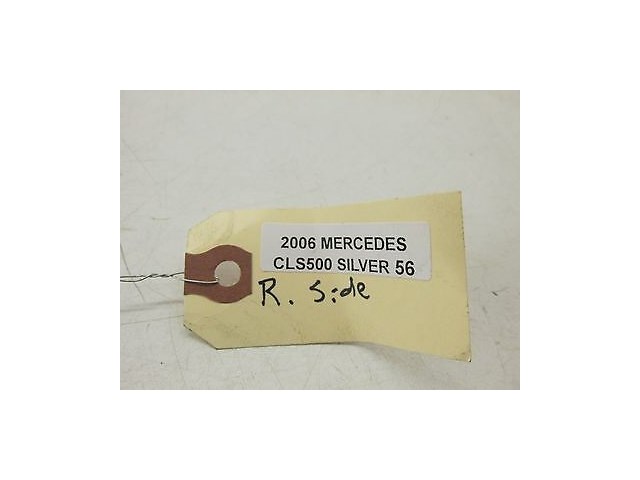 2006 MERCEDES
CLS500 SILVER 56
R. Side